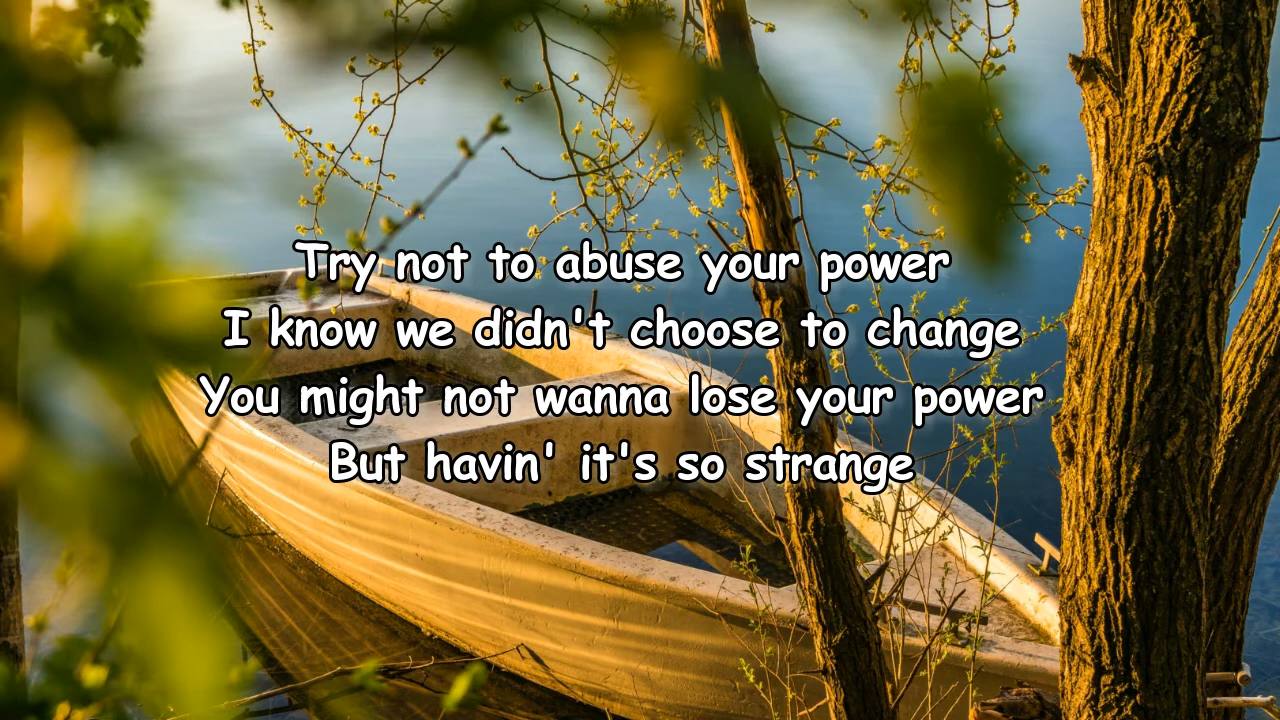 Try not to abuse your power
I know we didn't choose to change
You might not wanna lose your power
But havin' it's so strange